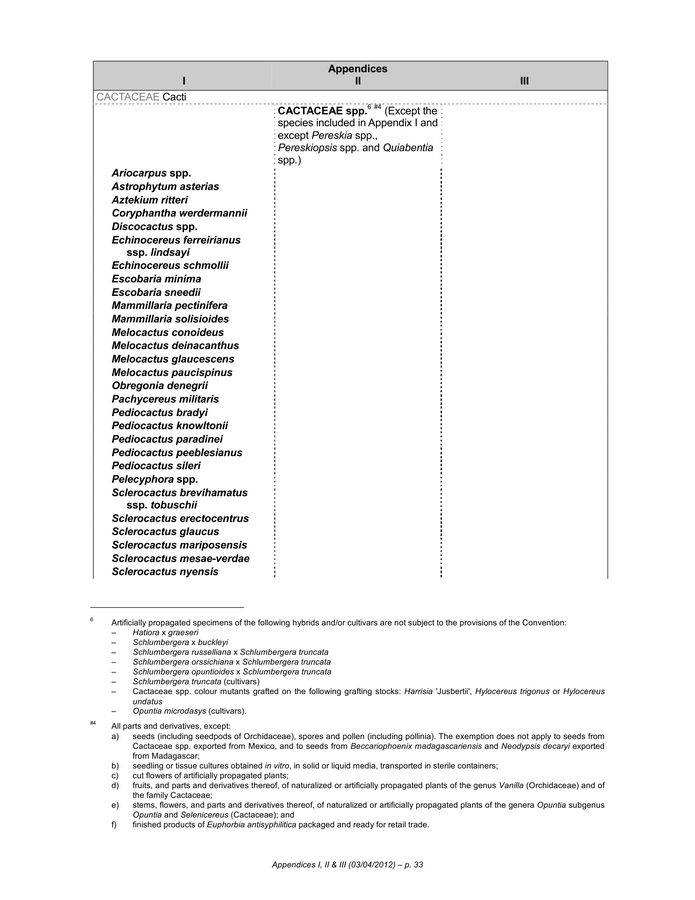 Appendices
I II III
CACTACEAE Cacti
CACTACEAE spp.6 #4 (Except the
species included in Appendix I and
except Pereskia spp.,
Pereskiopsis spp. and Quiabentia
spp.)
Ariocarpus spp.
Astrophytum asterias
Aztekium ritteri
Coryphantha werdermannii
Discocactus spp.
Echinocereus ferreirianus
ssp. lindsayi
Echinocereus schmollii
Escobaria minima
Escobaria sneedii
Mammillaria pectinifera
Mammillaria solisioides
Melocactus conoideus
Melocactus deinacanthus
Melocactus glaucescens
Melocactus paucispinus
Obregonia denegrii
Pachycereus militaris
Pediocactus bradyi
Pediocactus knowltonii
Pediocactus paradinei
Pediocactus peeblesianus
Pediocactus sileri
Pelecyphora spp.
Sclerocactus brevihamatus
ssp. tobuschii
Sclerocactus erectocentrus
Sclerocactus glaucus
Sclerocactus mariposensis
Sclerocactus mesae-verdae
Sclerocactus nyensis
6 Artificially propagated specimens of the following hybrids and/or cultivars are not subject to the provisions of the Convention:
– Hatiora x graeseri
– Schlumbergera x buckleyi
– Schlumbergera russelliana x Schlumbergera truncata
– Schlumbergera orssichiana x Schlumbergera truncata
– Schlumbergera opuntioides x Schlumbergera truncata
– Schlumbergera truncata (cultivars)
– Cactaceae spp. colour mutants grafted on the following grafting stocks: Harrisia 'Jusbertii', Hylocereus trigonus or Hylocereus
undatus
– Opuntia microdasys (cultivars).
#4 All parts and derivatives, except:
a) seeds (including seedpods of Orchidaceae), spores and pollen (including pollinia). The exemption does not apply to seeds from
Cactaceae spp. exported from Mexico, and to seeds from Beccariophoenix madagascariensis and Neodypsis decaryi exported
from Madagascar;
b) seedling or tissue cultures obtained in vitro, in solid or liquid media, transported in sterile containers;
c) cut flowers of artificially propagated plants;
d) fruits, and parts and derivatives thereof, of naturalized or artificially propagated plants of the genus Vanilla (Orchidaceae) and of
the family Cactaceae;
e) stems, flowers, and parts and derivatives thereof, of naturalized or artificially propagated plants of the genera Opuntia subgenus
Opuntia and Selenicereus (Cactaceae); and
f) finished products of Euphorbia antisyphilitica packaged and ready for retail trade.
Appendices I, II & III (03/04/2012) – p. 33